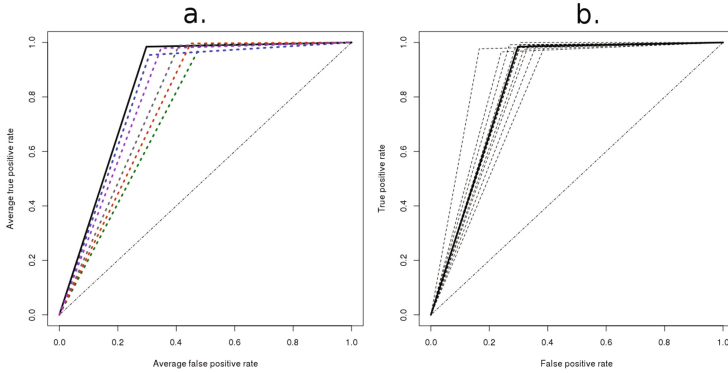 a.
b.
Average true positive rate
1.0
0.8
0.6
0.4
0.2
0.0
0.0 0.2 0.4 0.6 0.8 1.0
Average false positive rate
True positive rate
1.0
0.8
0.6
0.4
0.2
0.0
0.0 0.2 0.4 0.6 0.8 1.0
False positive rate